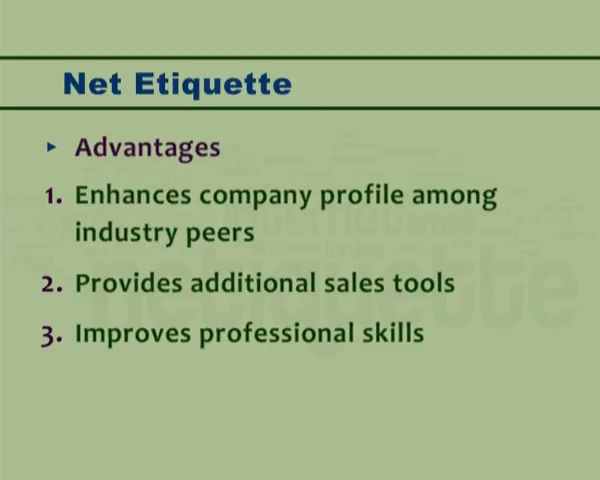 Net Etiquette
▸ Advantages
1. Enhances company profile among
industry peers
2. Provides additional sales tools
3. Improves professional skills
netiquette